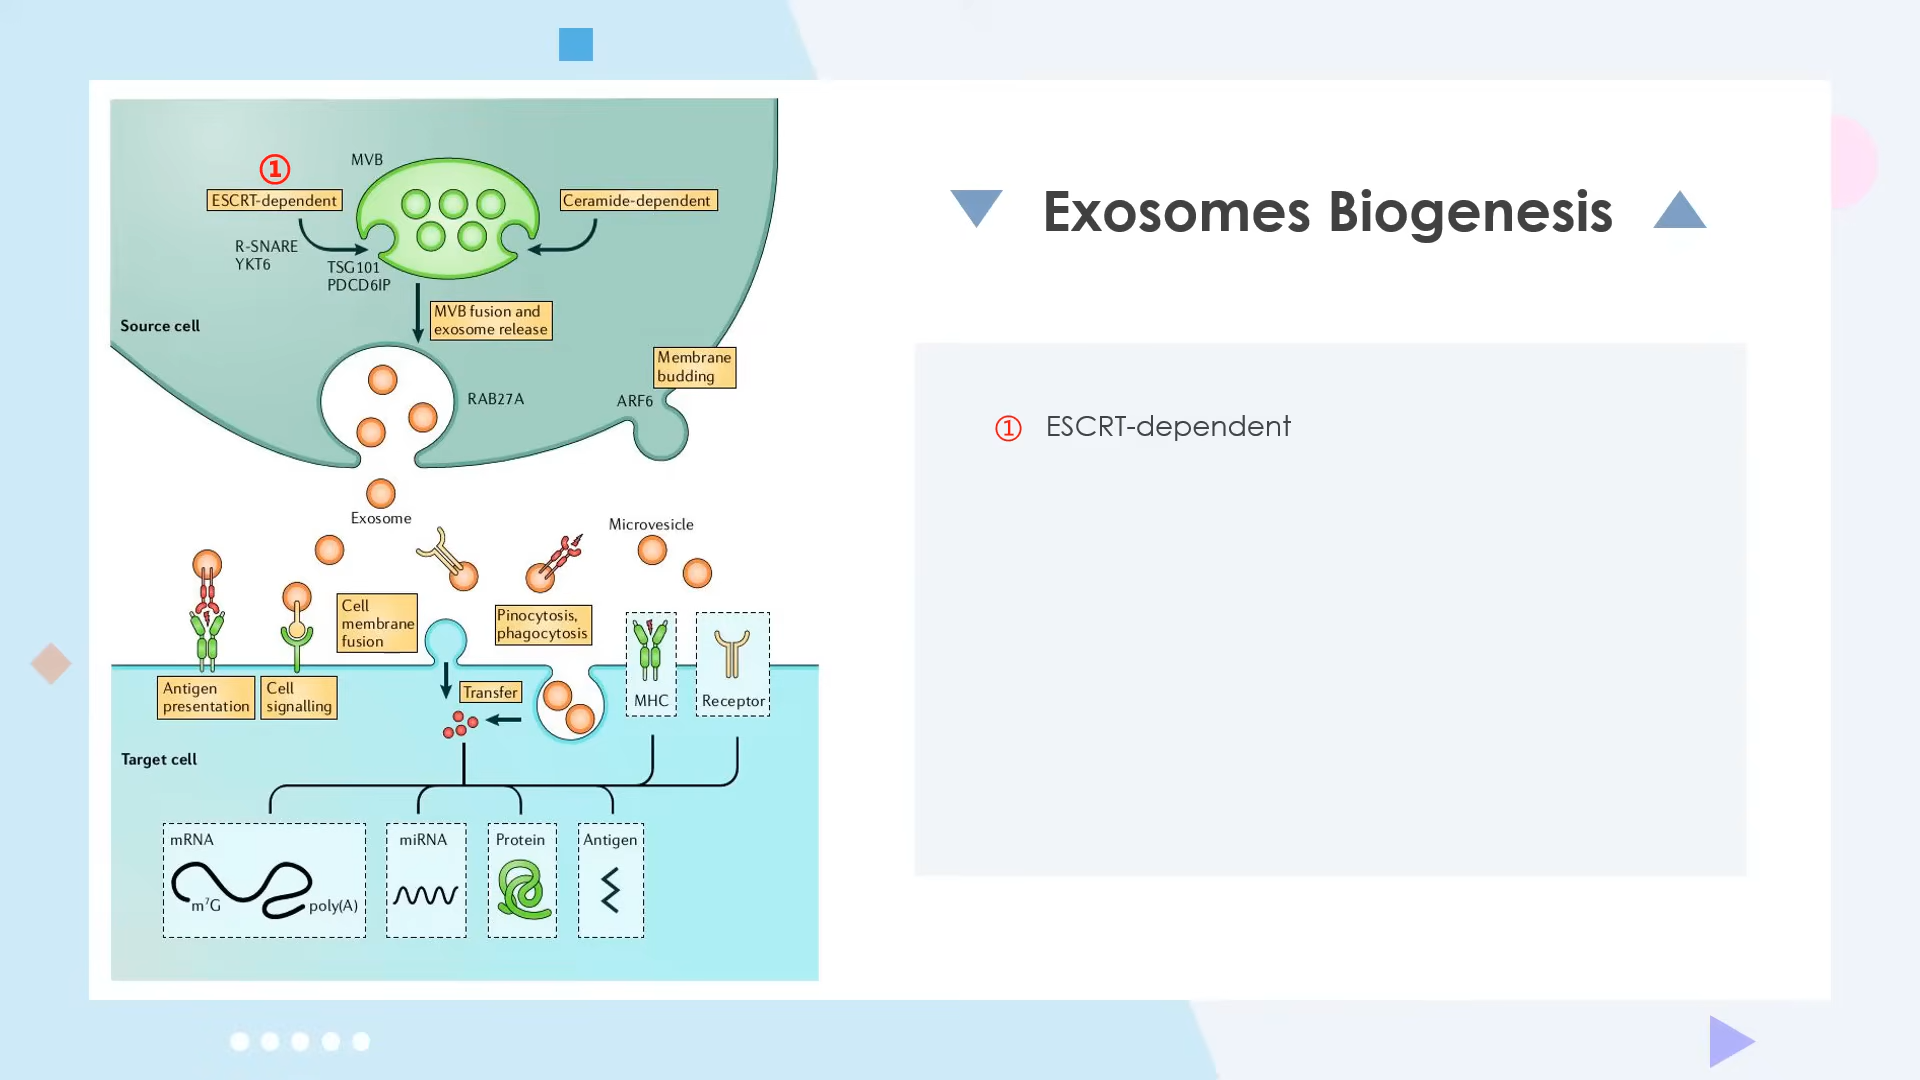 ①
MVB
ESCRT-dependent
Ceramide-dependent
R-SNARE
YKT6
TSG101
PDCD6IP
MVB fusion and
exosome release
Source cell
Membrane
budding
RAB27A
ARF6
Exosome
Microvesicle
Cell
membrane
fusion
Pinocytosis,
phagocytosis
Antigen
presentation
Cell
signalling
Transfer
MHC
Receptor
Target cell
mRNA
m⁷G
poly(A)
miRNA
Protein
Antigen
Exosomes Biogenesis
① ESCRT-dependent